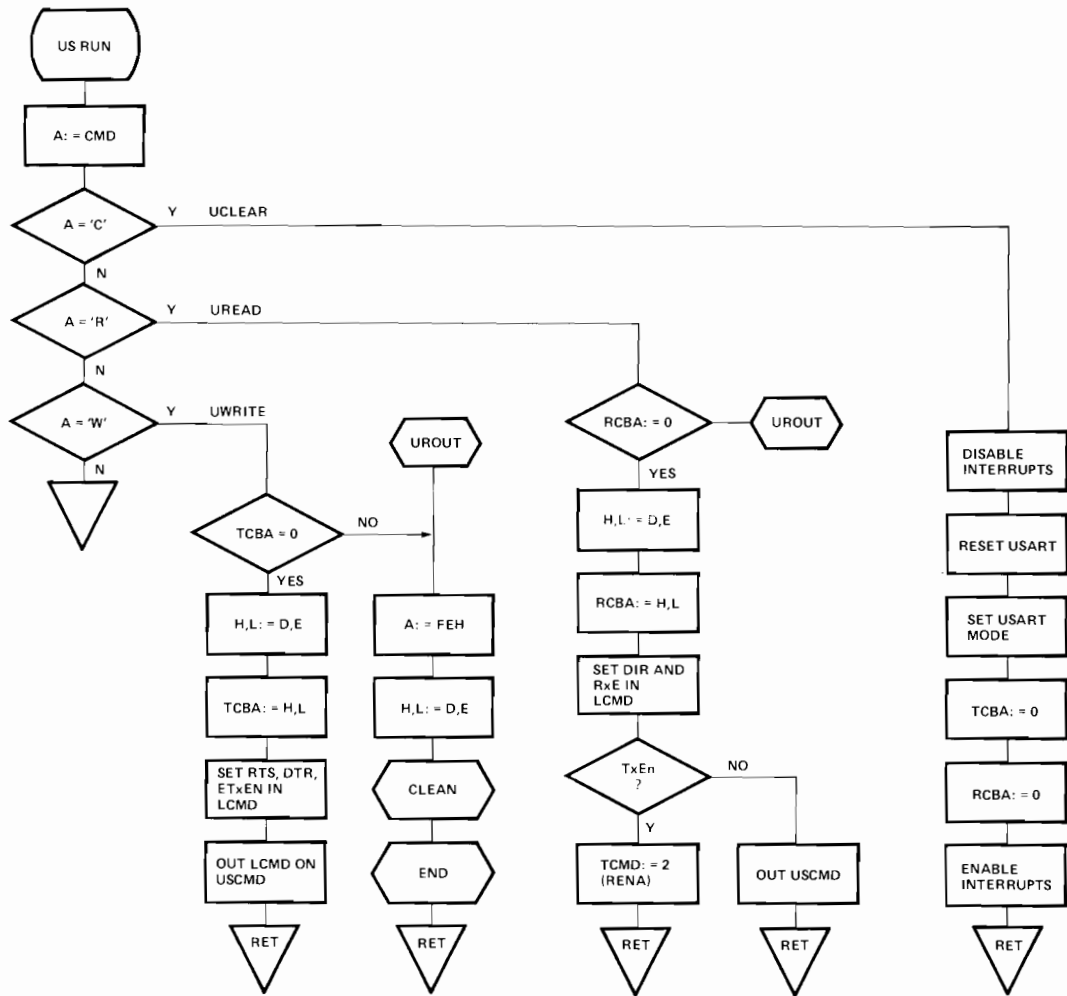 US RUN
A: = CMD
A = 'C'
Y
UCLEAR
N
A = 'R'
Y
UREAD
N
A = 'W'
Y
UWRITE
N
TCBA = 0
NO
YES
H,L: = D,E
TCBA: = H,L
SET RTS, DTR,
ETxEN IN
LCMD
OUT LCMD ON
USCMD
RET
UROUT
A: = FEH
H,L: = D,E
CLEAN
END
RET
RCBA: = 0
UROUT
YES
H,L: = D,E
RCBA: = H,L
SET DIR AND
RxE IN
LCMD
TxEn
?
NO
Y
TCMD: = 2
(RENA)
RET
OUT USCMD
RET
DISABLE
INTERRUPTS
RESET USART
SET USART
MODE
TCBA: = 0
RCBA: = 0
ENABLE
INTERRUPTS
RET